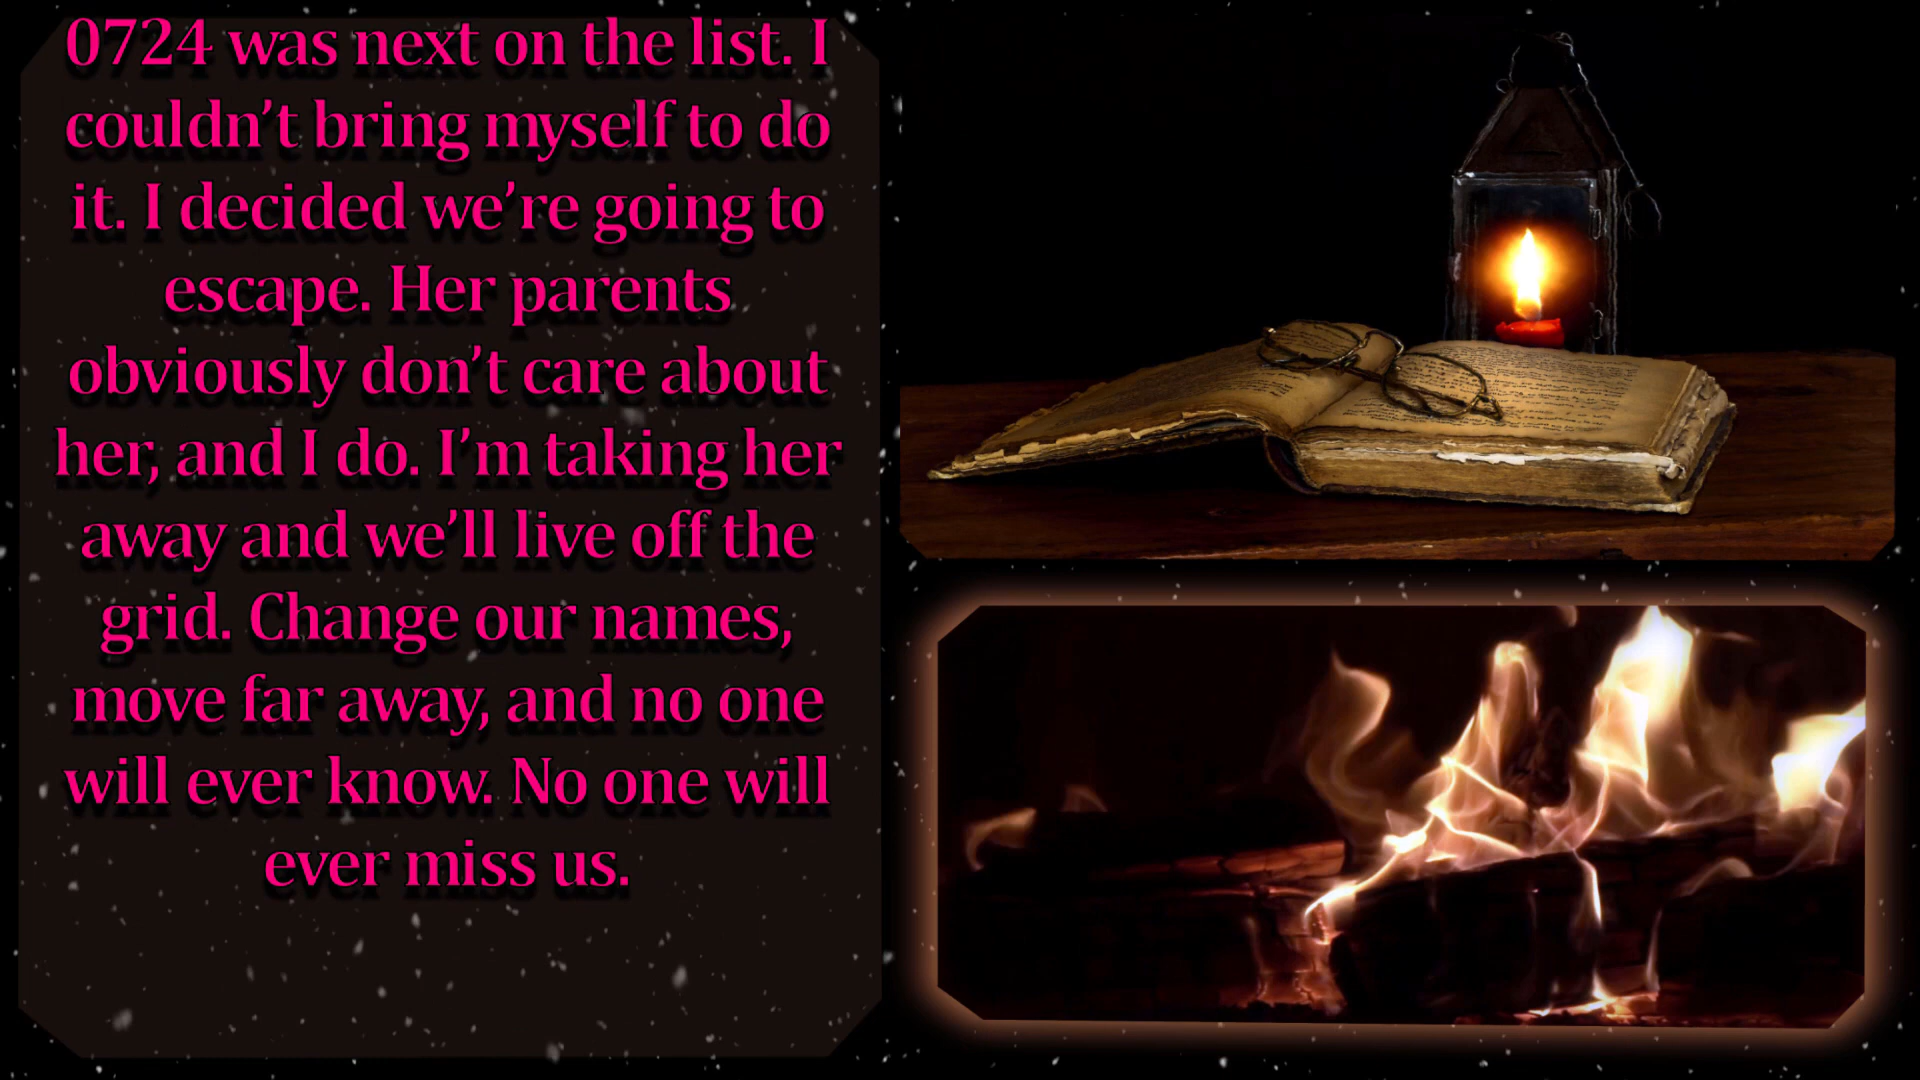 0724 was next on the list. I
couldn’t bring myself to do
it. I decided we’re going to
escape. Her parents
obviously don’t care about
her, and I do. I’m taking her
away and we’ll live off the
grid. Change our names,
move far away, and no one
will ever know. No one will
ever miss us.